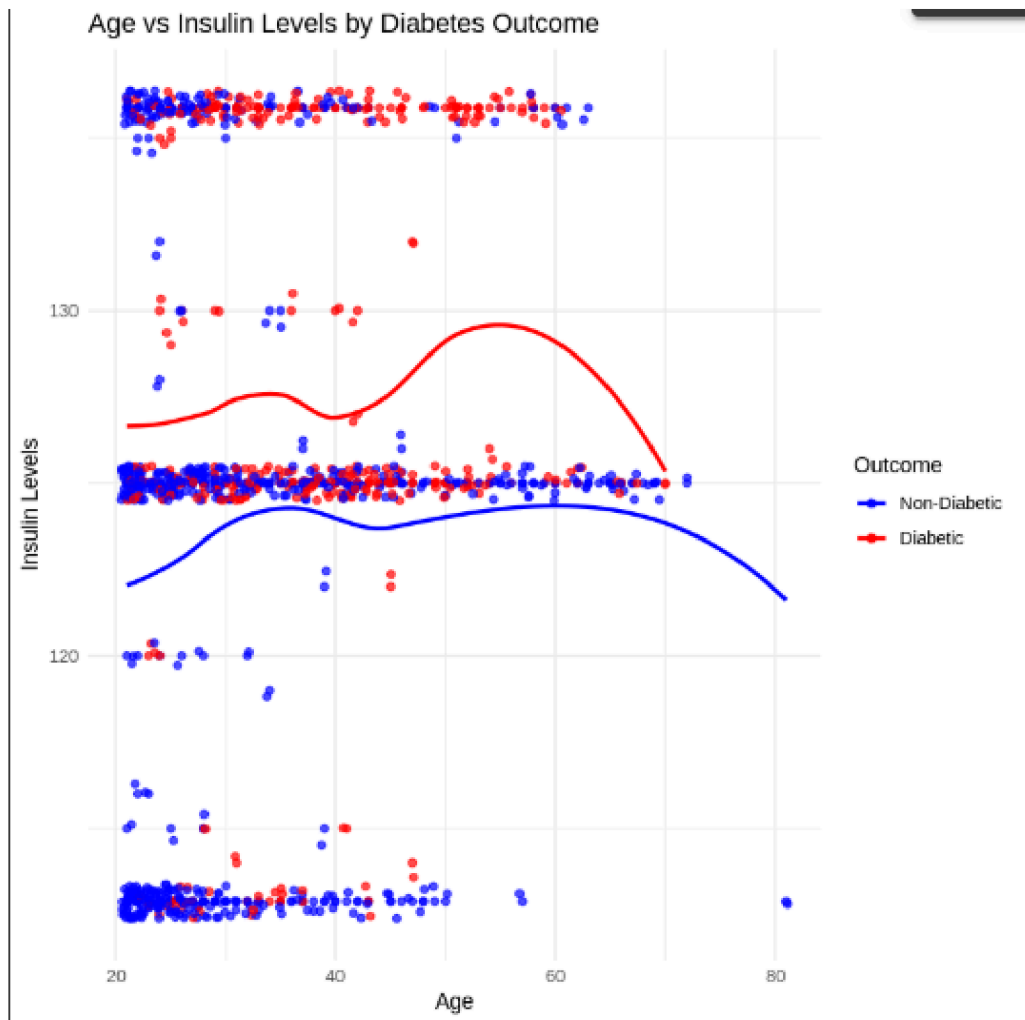 Age vs Insulin Levels by Diabetes Outcome
130
120
Insulin Levels
20 40 60 80
Age
Outcome
Non-Diabetic
Diabetic